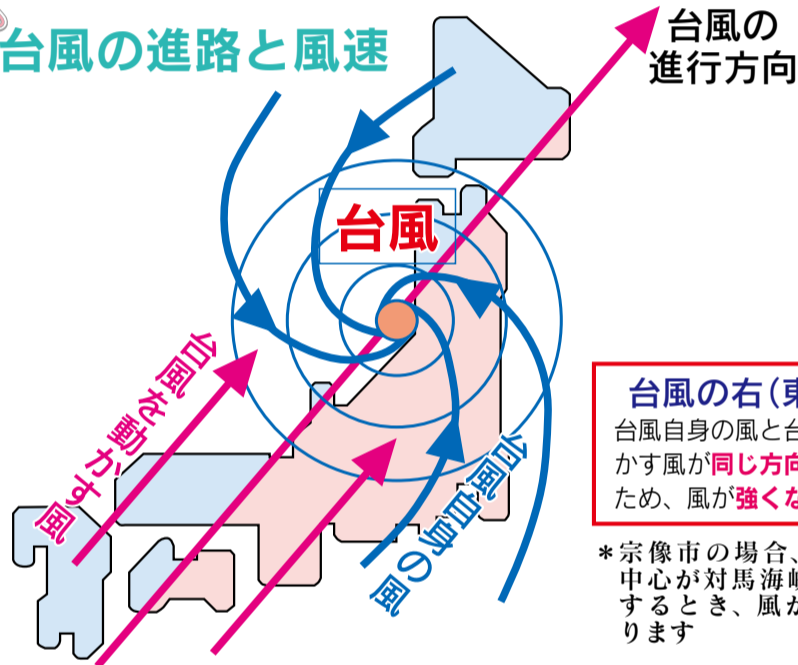 台風の進路と風速
台風の
進行方向
台風
台風を動かす風
台風自身の風
台風の右(東
台風自身の風と台
かす風が同じ方向
ため、風が強くな
*宗像市の場合、
中心が対馬海峡
するとき、風が
ります